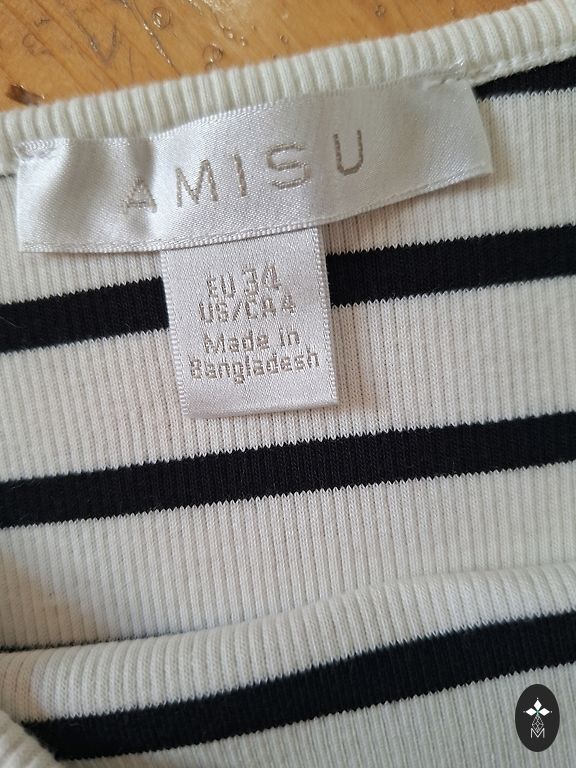 AMISU
EU 34
US/CA 4
Made in
Bangladesh
M